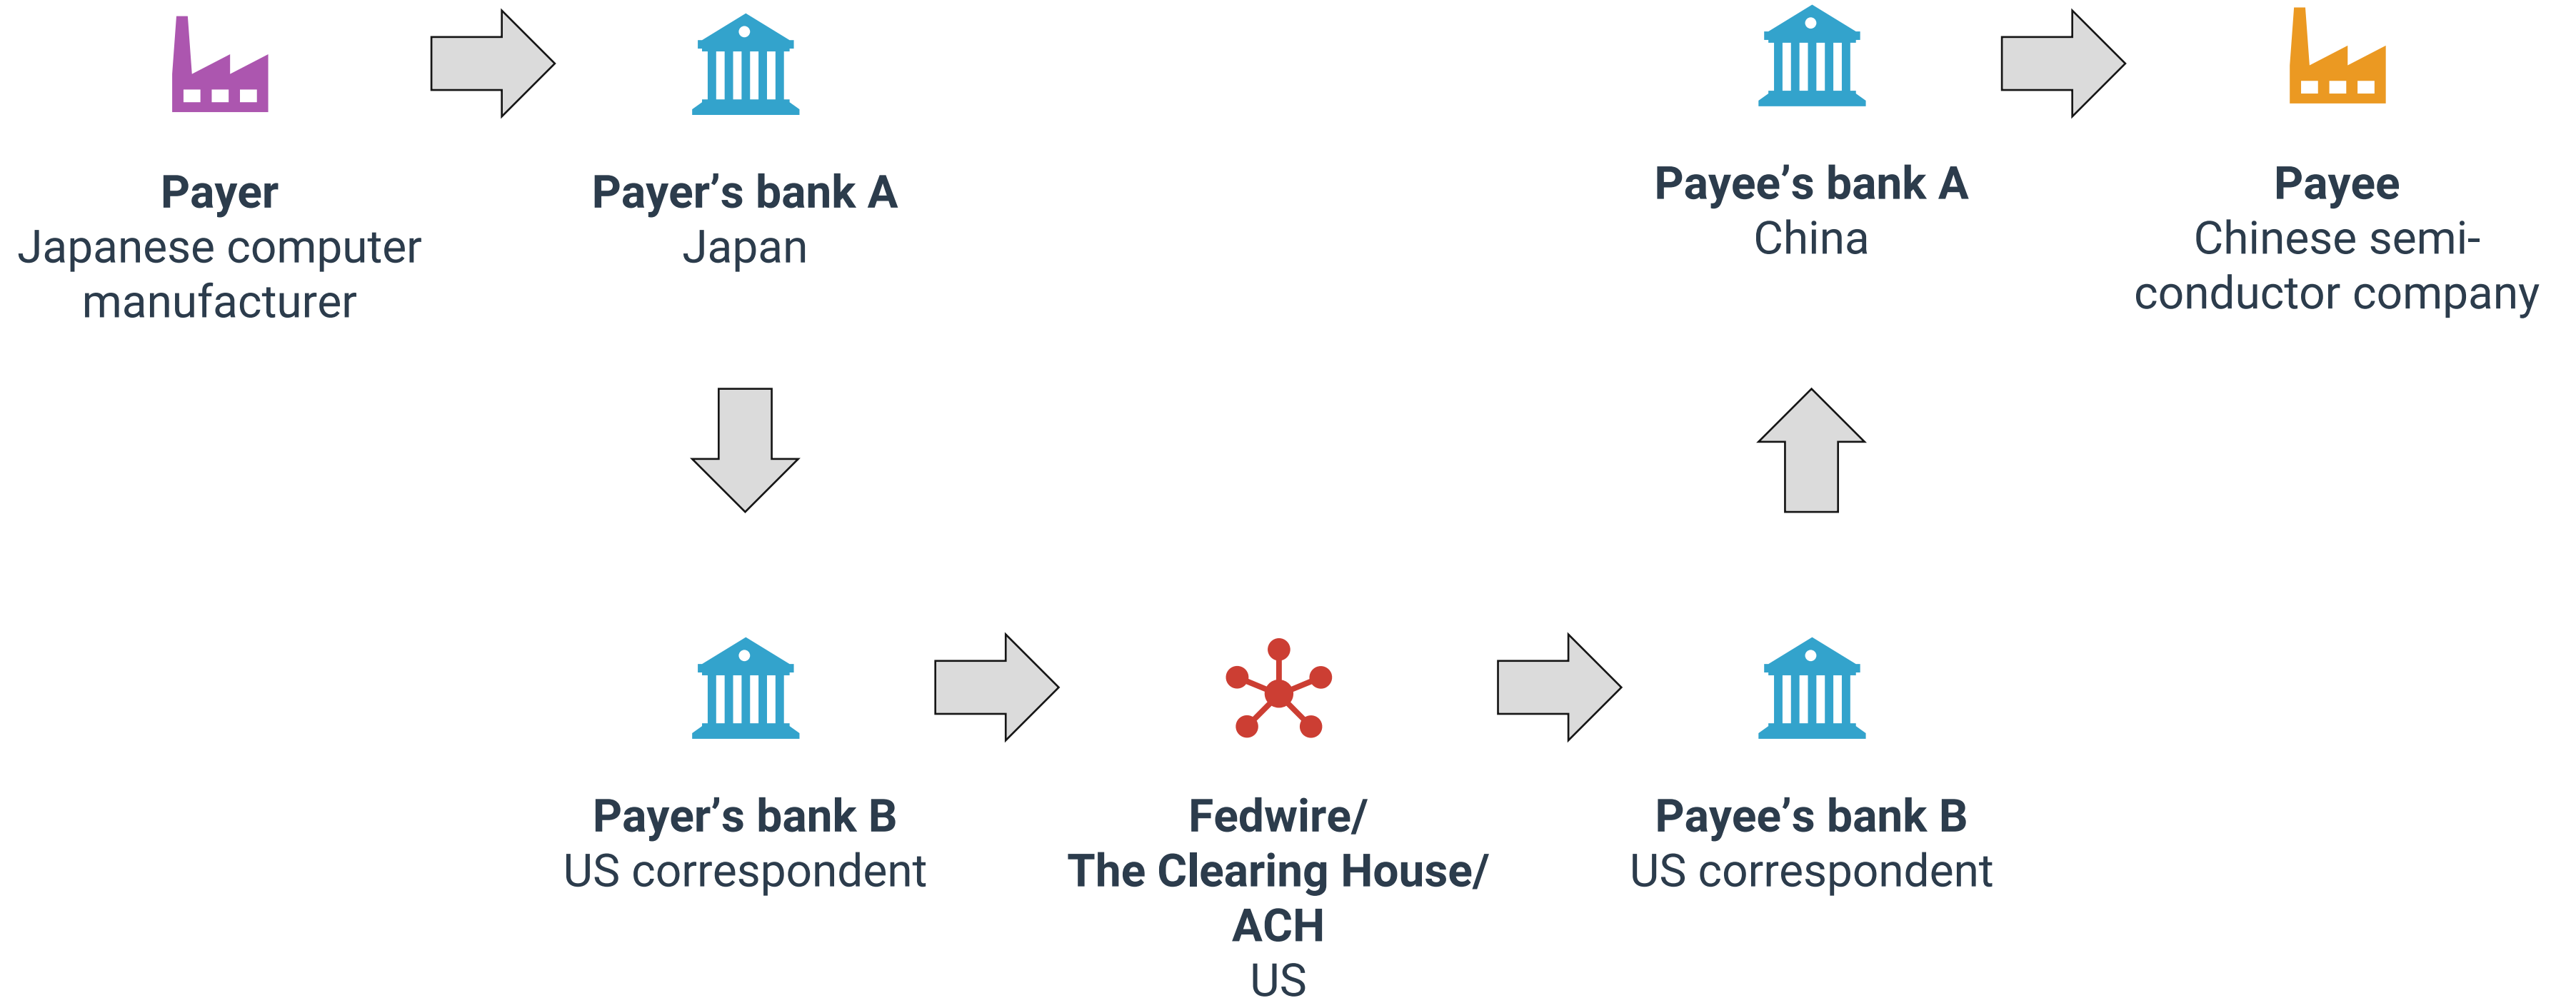 Payer
Japanese computer
manufacturer
Payer’s bank A
Japan
Payee’s bank A
China
Payee
Chinese semi-
conductor company
Payer’s bank B
US correspondent
Fedwire/
The Clearing House/
ACH
US
Payee’s bank B
US correspondent